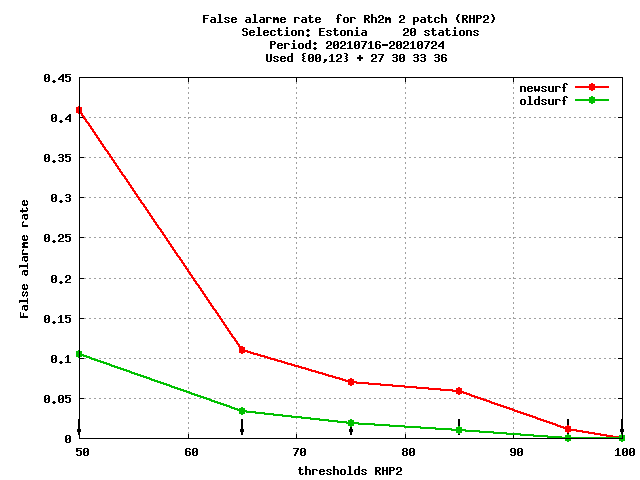 False alarme rate  for Rh2m 2 patch (RHP2)
Selection: Estonia     20 stations
Period: 20210716-20210724
Used {00,12} + 27 30 33 36
newsurf
oldsurf
0.45
0.4
0.35
0.3
0.25
0.2
0.15
0.1
0.05
0
False alarme rate
50 60 70 80 90 100
thresholds RHP2